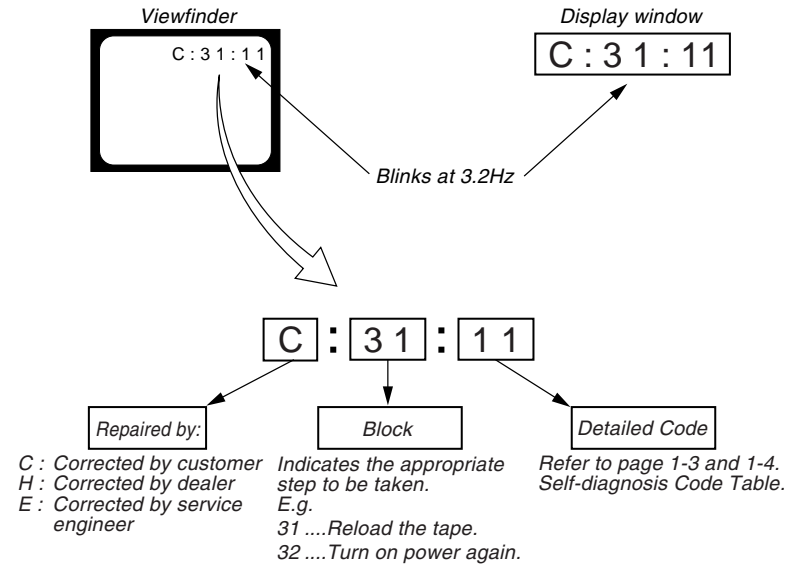 Viewfinder
Display window
C : 3 1 : 1 1
C : 3 1 : 11
Blinks at 3.2Hz
C : 3 1 : 1 1
Repaired by:
Block
Detailed Code
C : Corrected by customer
H : Corrected by dealer
E : Corrected by service
engineer
Indicates the appropriate
step to be taken.
E.g.
31 ....Reload the tape.
32 ....Turn on power again.
Refer to page 1-3 and 1-4.
Self-diagnosis Code Table.